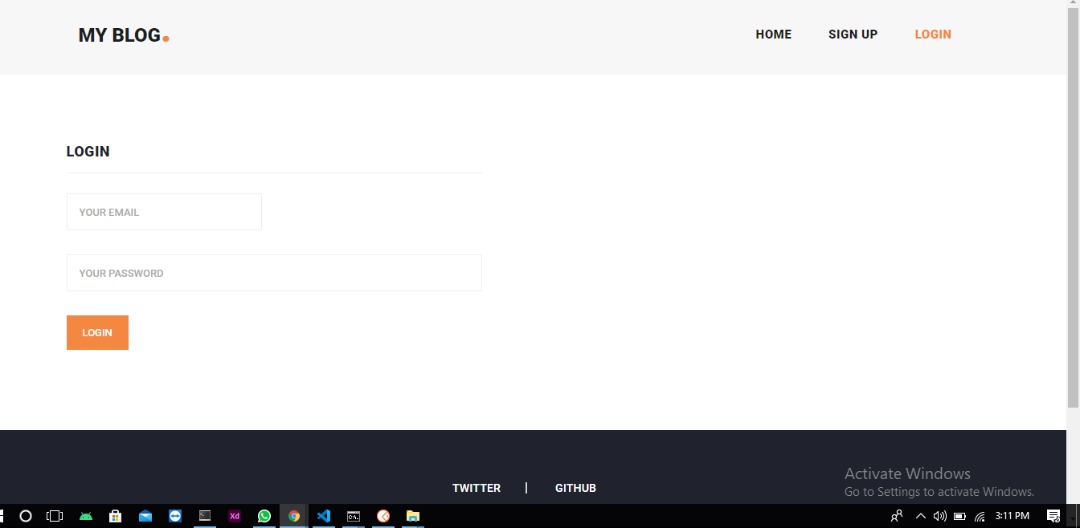 MY BLOG.
HOME SIGN UP LOGIN
LOGIN
YOUR EMAIL
YOUR PASSWORD
LOGIN
TWITTER | GITHUB
Activate Windows
Go to Settings to activate Windows.
Xd
3:11 PM